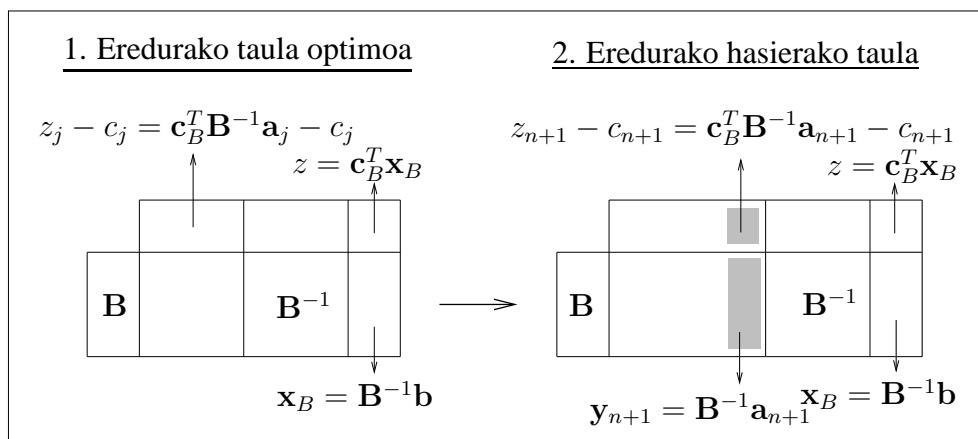 1. Eredurako taula optimoa
2. Eredurako hasierako taula
z_j − c_j = c_B^T B^{−1} a_j − c_j
z = c_B^T x_B
B
B^{−1}
x_B = B^{−1} b
z_{n+1} − c_{n+1} = c_B^T B^{−1} a_{n+1} − c_{n+1}
z = c_B^T x_B
B
B^{−1}
y_{n+1} = B^{−1} a_{n+1}
x_B = B^{−1} b